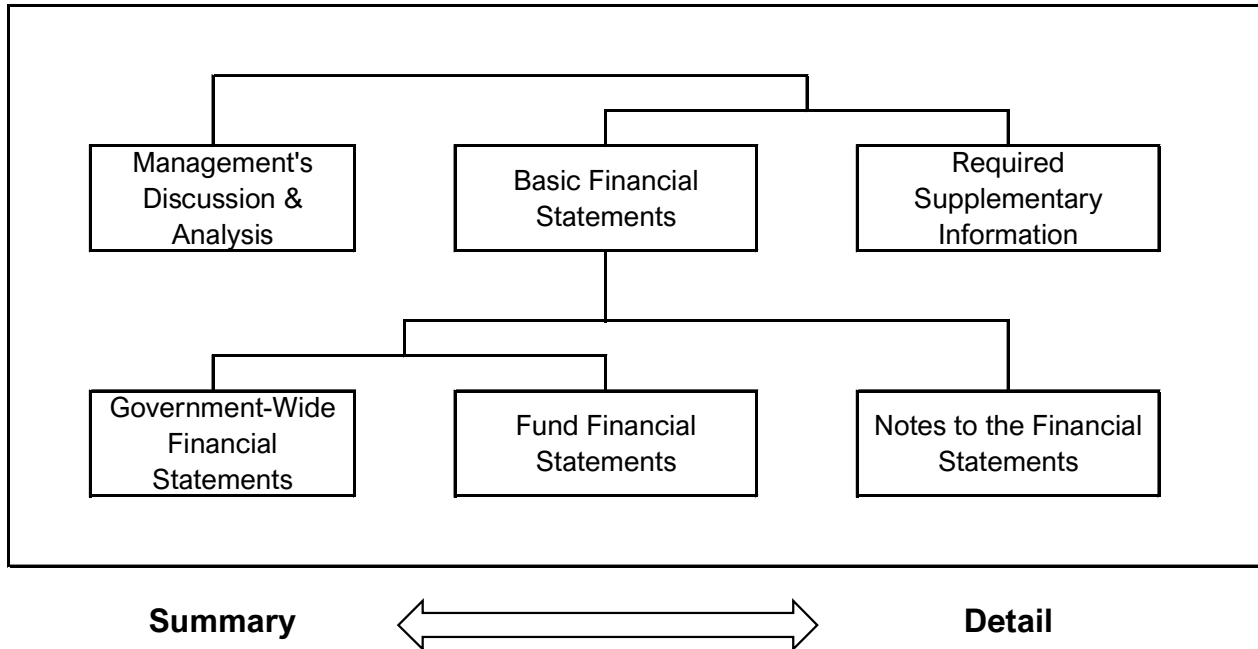 Management's
Discussion &
Analysis
Basic Financial
Statements
Required
Supplementary
Information
Government-Wide
Financial
Statements
Fund Financial
Statements
Notes to the Financial
Statements
Summary
Detail